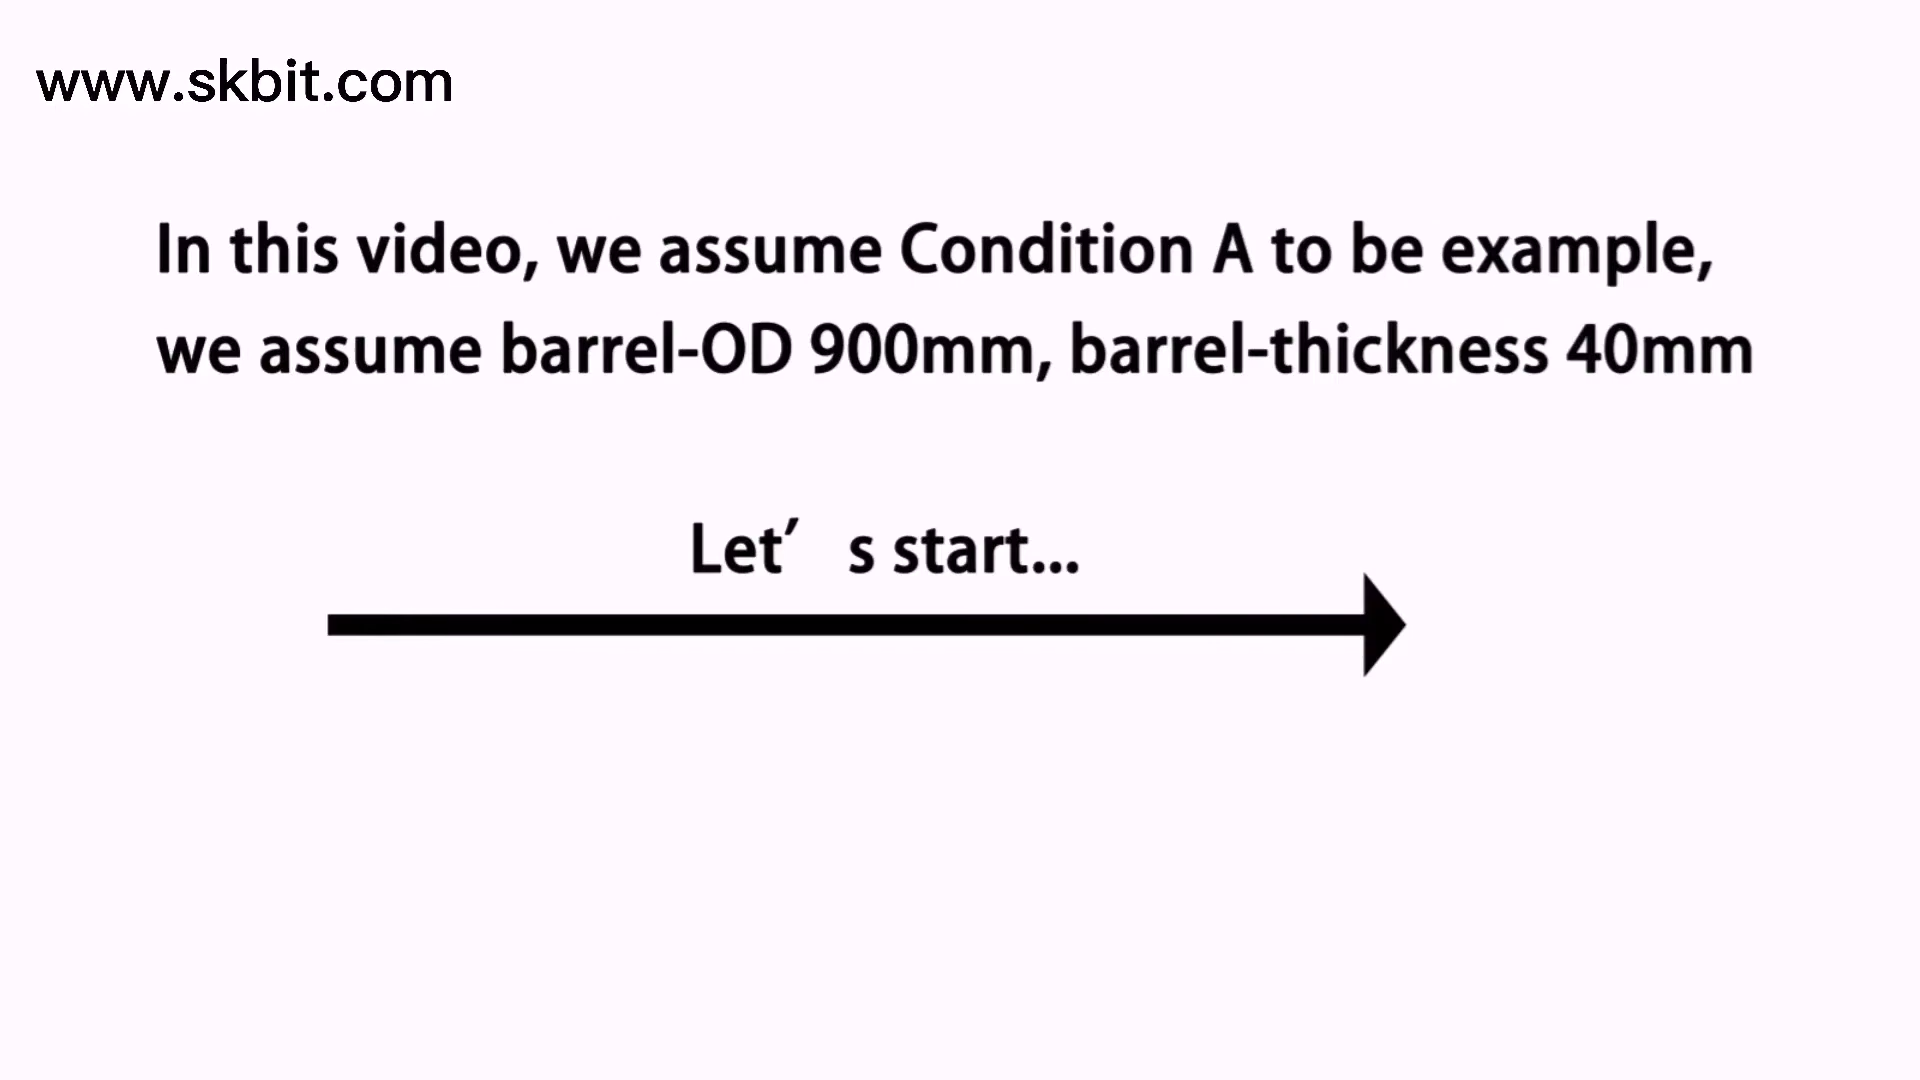 www.skbit.com
In this video, we assume Condition A to be example,
we assume barrel-OD 900mm, barrel-thickness 40mm
Let’ s start...